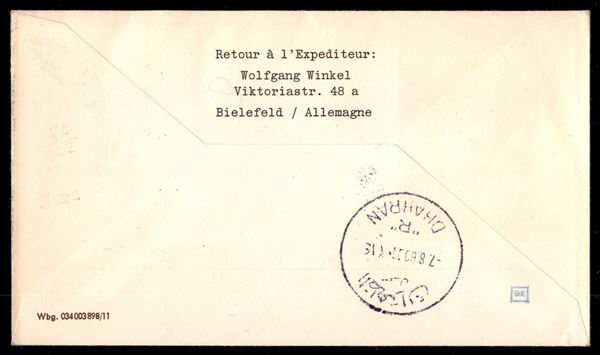 Retour à l'Expediteur:
Wolfgang Winkel
Viktoriastr. 48 a
Bielefeld / Allemagne
DHAHRAN
"R"
GE
Wbg. 034003898/11